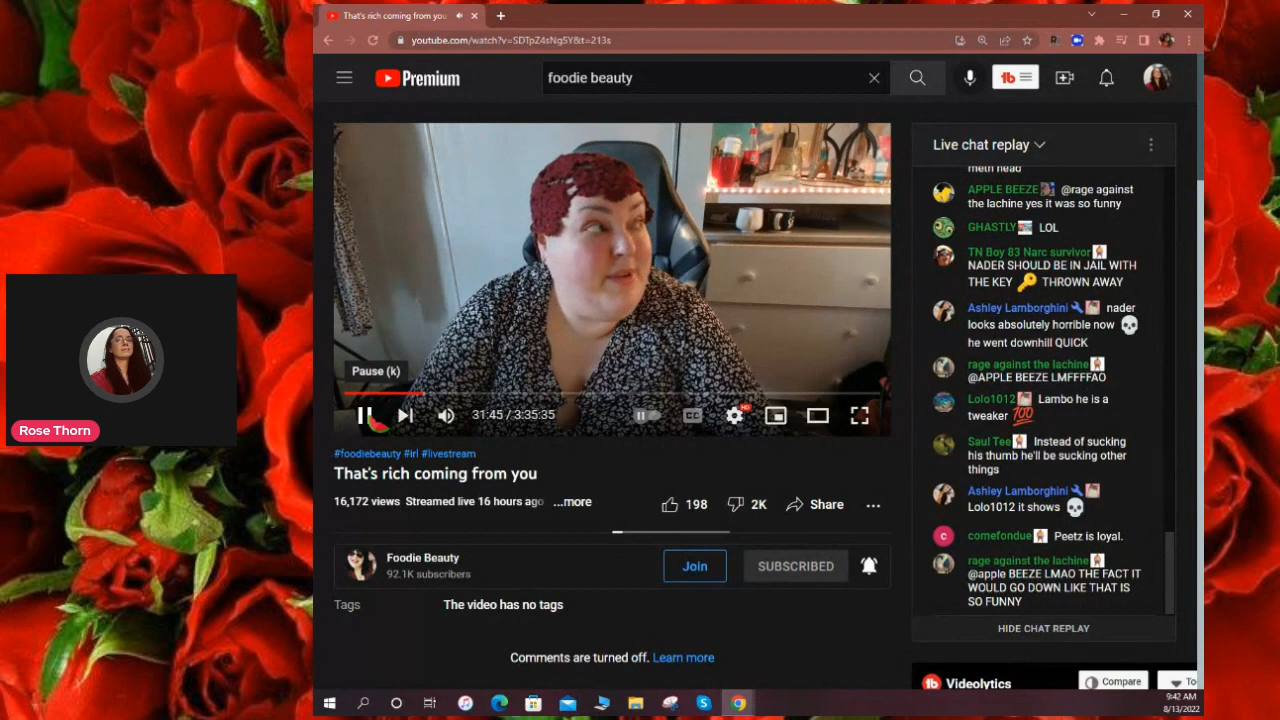 That's rich coming from you
youtube.com/watch?v=SDTpZ4sNg5Y&t=213s
Premium
foodie beauty
Live chat replay
meth head
APPLE BEEZE @rage against
the lachine yes it was so funny
GHASTLY LOL
TN Boy 83 Narc survivor
NADER SHOULD BE IN JAIL WITH
THE KEY THROWN AWAY
Ashley Lamborghini nader
looks absolutely horrible now
he went downhill QUICK
rage against the lachine
@APPLE BEEZE LMFFFFAO
Lolo1012 Lambo he is a
tweaker 100
Saul Tee Instead of sucking
his thumb he'll be sucking other
things
Ashley Lamborghini
Lolo1012 it shows
comefondue Peetz is loyal.
rage against the lachine
@apple BEEZE LMAO THE FACT IT
WOULD GO DOWN LIKE THAT IS
SO FUNNY
HIDE CHAT REPLAY
Pause (k)
31:45 / 3:35:35
CC
HD
Rose Thorn
#foodiebeauty #irl #livestream
That's rich coming from you
16,172 views Streamed live 16 hours ago ...more
198 2K Share
Foodie Beauty
92.1K subscribers
Join SUBSCRIBED
Tags The video has no tags
Comments are turned off. Learn more
tb Videolytics Compare To
9:42 AM
8/13/2022